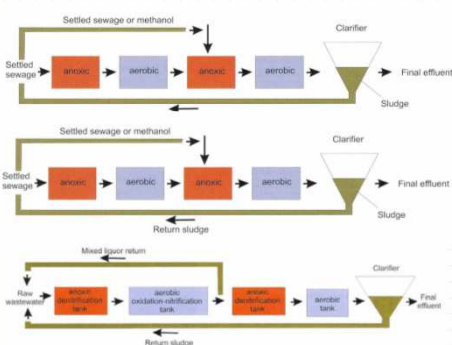 Settled sewage or methanol
Clarifier
Settled
sewage
anoxic
aerobic
anoxic
aerobic
Final effluent
Sludge
Settled sewage or methanol
Clarifier
Settled
sewage
anoxic
aerobic
anoxic
aerobic
Final effluent
Sludge
Return sludge
Mixed liquor return
Clarifier
Raw
wastewater
anoxic
denitrification
tank
aerobic
oxidation-nitrification
tank
anoxic
denitrification
tank
aerobic
tank
Final
effluent
Return sludge